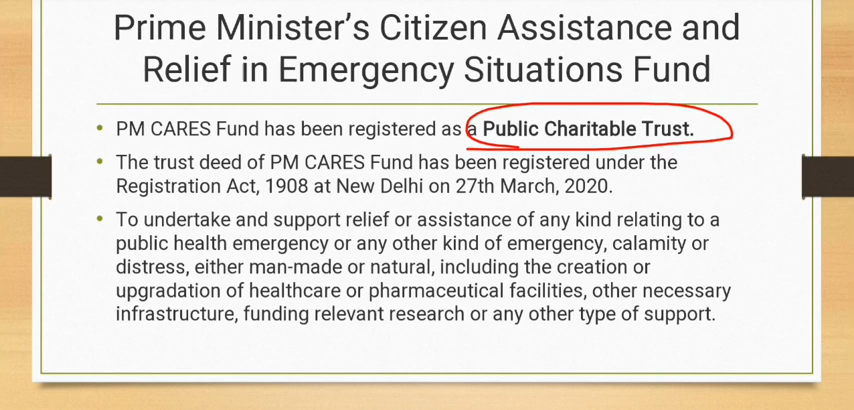 Prime Minister’s Citizen Assistance and
Relief in Emergency Situations Fund
• PM CARES Fund has been registered as a Public Charitable Trust.
• The trust deed of PM CARES Fund has been registered under the
Registration Act, 1908 at New Delhi on 27th March, 2020.
• To undertake and support relief or assistance of any kind relating to a
public health emergency or any other kind of emergency, calamity or
distress, either man-made or natural, including the creation or
upgradation of healthcare or pharmaceutical facilities, other necessary
infrastructure, funding relevant research or any other type of support.